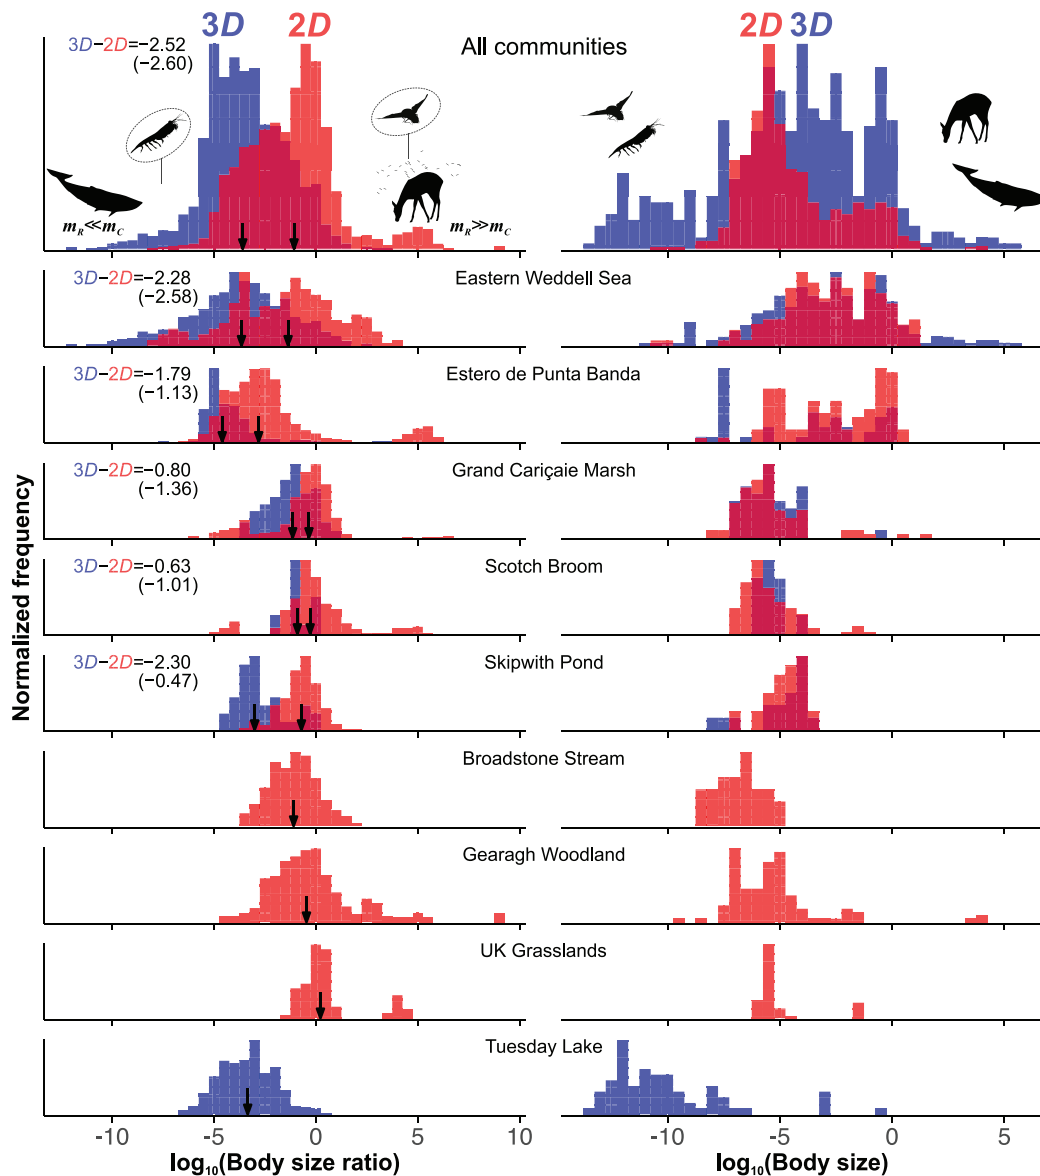 3D 2D 2D 3D
3D−2D=−2.52
(−2.60)
All communities
m_R≪m_C
m_R≫m_C
3D−2D=−2.28
(−2.58)
Eastern Weddell Sea
3D−2D=−1.79
(−1.13)
Estero de Punta Banda
3D−2D=−0.80
(−1.36)
Grand Cariçaie Marsh
3D−2D=−0.63
(−1.01)
Scotch Broom
3D−2D=−2.30
(−0.47)
Skipwith Pond
Broadstone Stream
Gearagh Woodland
UK Grasslands
Tuesday Lake
Normalized frequency
-10 -5 0 5 10 -10 -5 0 5
log10(Body size ratio) log10(Body size)